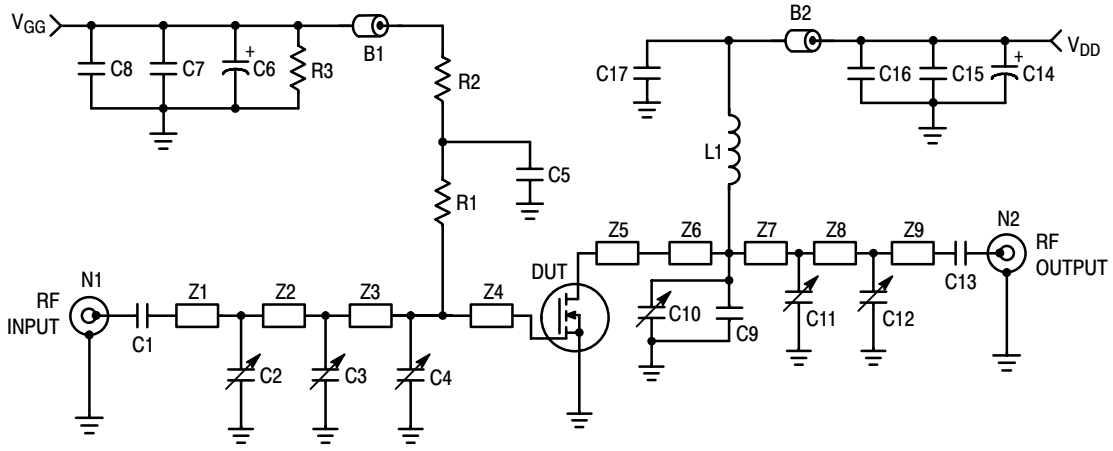 V_GG
B1
C8
C7
+
C6
R3
R2
C5
R1
B2
V_DD
C17
C16
C15
+
C14
L1
N1
RF
INPUT
C1
Z1
Z2
Z3
Z4
C2
C3
C4
DUT
Z5
Z6
Z7
Z8
Z9
C10
C9
C11
C12
C13
N2
RF
OUTPUT